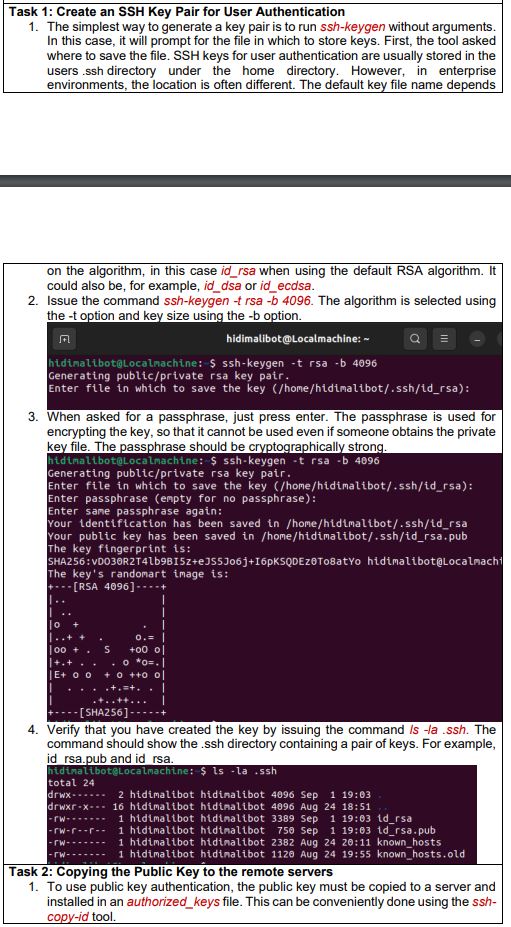 Task 1: Create an SSH Key Pair for User Authentication
1. The simplest way to generate a key pair is to run ssh-keygen without arguments.
In this case, it will prompt for the file in which to store keys. First, the tool asked
where to save the file. SSH keys for user authentication are usually stored in the
users .ssh directory under the home directory. However, in enterprise
environments, the location is often different. The default key file name depends
on the algorithm, in this case id_rsa when using the default RSA algorithm. It
could also be, for example, id_dsa or id_ecdsa.
2. Issue the command ssh-keygen -t rsa -b 4096. The algorithm is selected using
the -t option and key size using the -b option.
hidimalibot@Localmachine: ~
hidimalibot@Localmachine:~$ ssh-keygen -t rsa -b 4096
Generating public/private rsa key pair.
Enter file in which to save the key (/home/hidimalibot/.ssh/id_rsa):
3. When asked for a passphrase, just press enter. The passphrase is used for
encrypting the key, so that it cannot be used even if someone obtains the private
key file. The passphrase should be cryptographically strong.
hidimalibot@Localmachine:~$ ssh-keygen -t rsa -b 4096
Generating public/private rsa key pair.
Enter file in which to save the key (/home/hidimalibot/.ssh/id_rsa):
Enter passphrase (empty for no passphrase):
Enter same passphrase again:
Your identification has been saved in /home/hidimalibot/.ssh/id_rsa
Your public key has been saved in /home/hidimalibot/.ssh/id_rsa.pub
The key fingerprint is:
SHA256:vDO30R2T4lb9BI5z+eJS5Jo6j+I6pKSQDEz0To8atYo hidimalibot@Localmachi
The key's randomart image is:
+---[RSA 4096]----+
|..               |
| ..              |
|o  +          .  |
|..+ +  .     o.= |
|oo + .  S   +oO o|
|+.+ . .  . o *o=.|
|E+ o o  + o ++o o|
|  . . . .+.=+. . |
|      .+..++...  |
+----[SHA256]-----+
4. Verify that you have created the key by issuing the command ls -la .ssh. The
command should show the .ssh directory containing a pair of keys. For example,
id_rsa.pub and id_rsa.
hidimalibot@Localmachine:~$ ls -la .ssh
total 24
drwx------  2 hidimalibot hidimalibot 4096 Sep  1 19:03 .
drwxr-x--- 16 hidimalibot hidimalibot 4096 Aug 24 18:51 ..
-rw-------  1 hidimalibot hidimalibot 3389 Sep  1 19:03 id_rsa
-rw-r--r--  1 hidimalibot hidimalibot  750 Sep  1 19:03 id_rsa.pub
-rw-------  1 hidimalibot hidimalibot 2382 Aug 24 20:11 known_hosts
-rw-------  1 hidimalibot hidimalibot 1120 Aug 24 19:55 known_hosts.old
Task 2: Copying the Public Key to the remote servers
1. To use public key authentication, the public key must be copied to a server and
installed in an authorized_keys file. This can be conveniently done using the ssh-
copy-id tool.